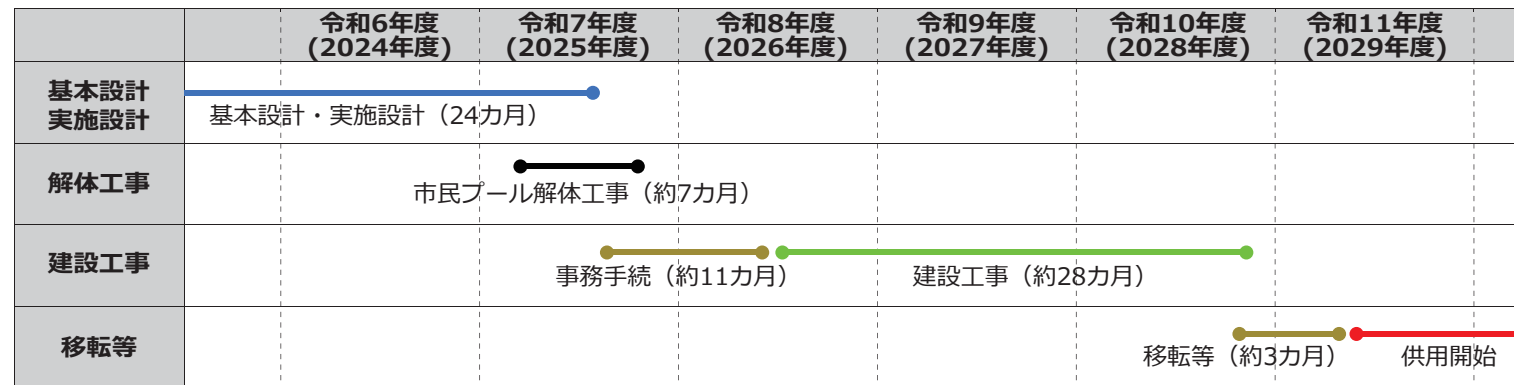 令和6年度 令和7年度 令和8年度 令和9年度 令和10年度 令和11年度
(2024年度) (2025年度) (2026年度) (2027年度) (2028年度) (2029年度)
基本設計
実施設計
基本設計・実施設計（24カ月）
解体工事
市民プール解体工事（約7カ月）
建設工事
事務手続（約11カ月） 建設工事（約28カ月）
移転等
移転等（約3カ月） 供用開始